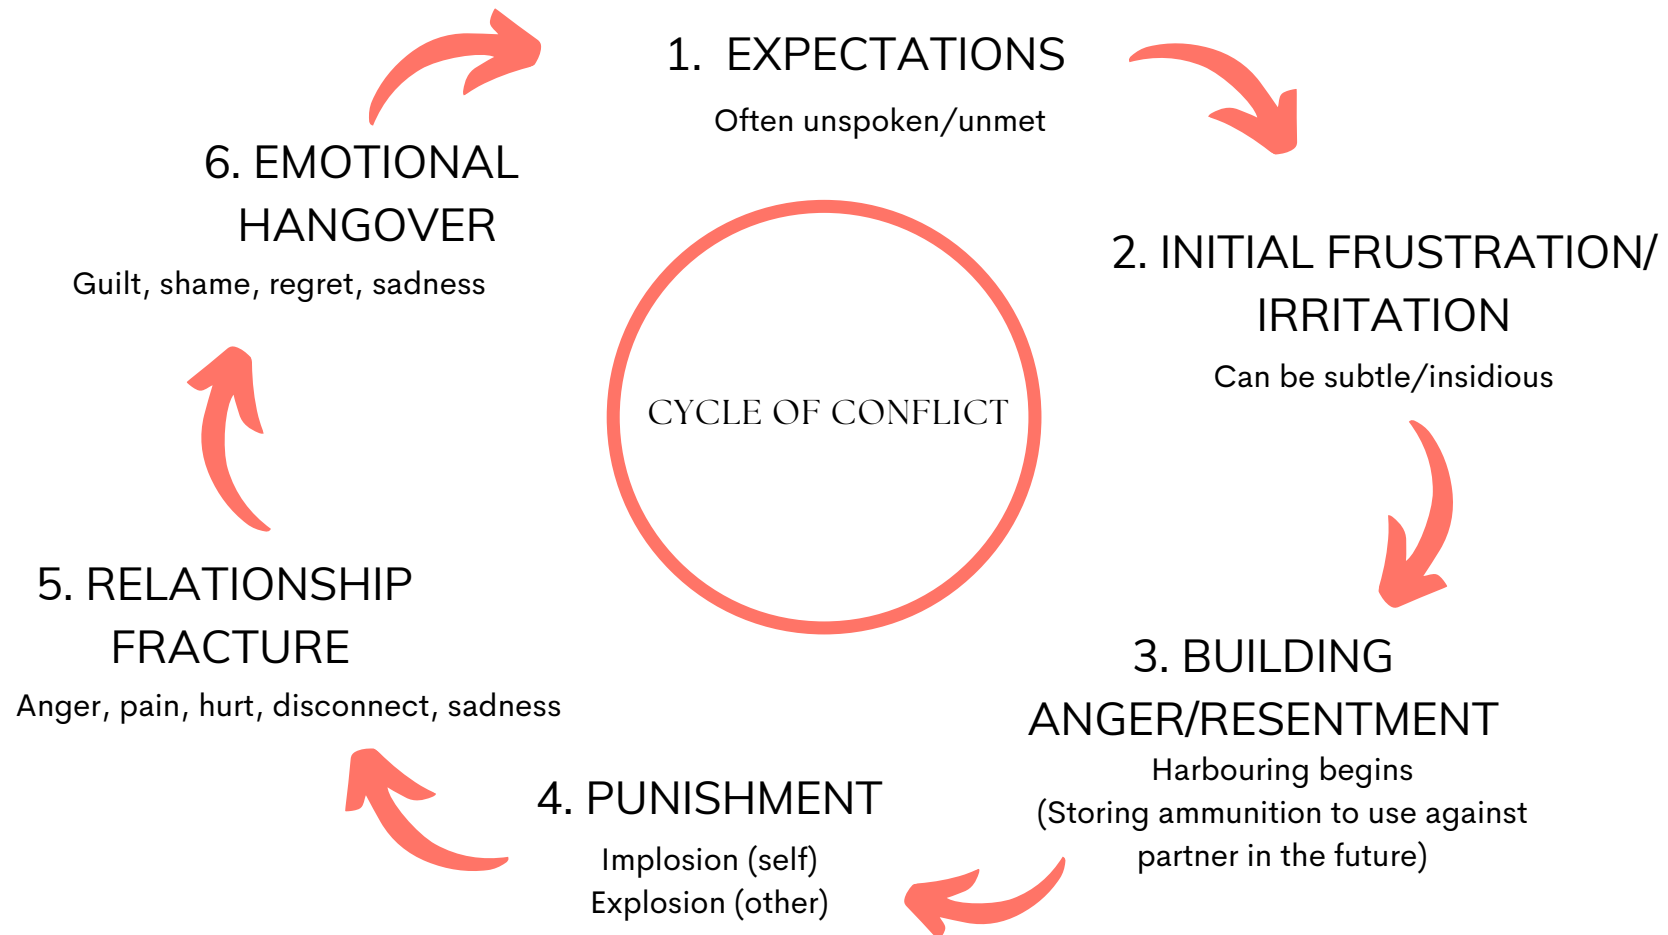 1. EXPECTATIONS
Often unspoken/unmet
2. INITIAL FRUSTRATION/
IRRITATION
Can be subtle/insidious
3. BUILDING
ANGER/RESENTMENT
Harbouring begins
(Storing ammunition to use against
partner in the future)
4. PUNISHMENT
Implosion (self)
Explosion (other)
5. RELATIONSHIP
FRACTURE
Anger, pain, hurt, disconnect, sadness
6. EMOTIONAL
HANGOVER
Guilt, shame, regret, sadness
CYCLE OF CONFLICT